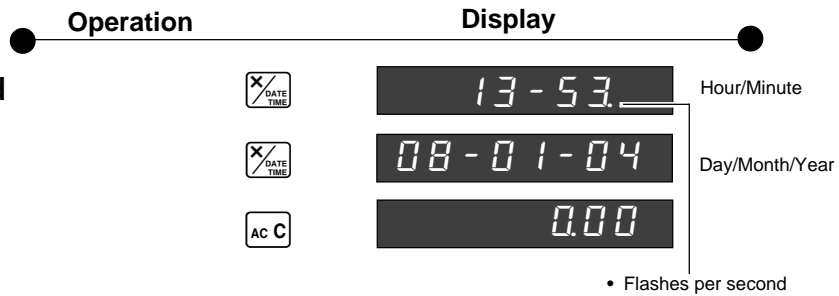 Operation Display
×/DATE TIME 13-53. Hour/Minute
×/DATE TIME 08-01-04 Day/Month/Year
AC C 0.00
• Flashes per second